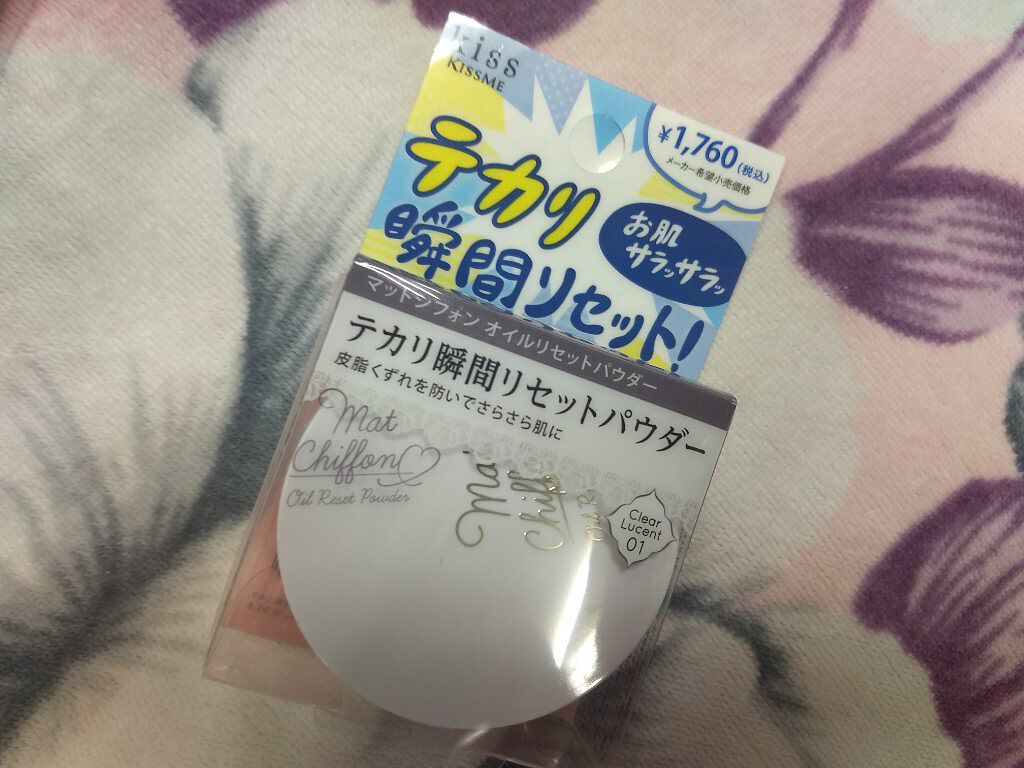 kiss
KISSME
¥1,760(税込)
メーカー希望小売価格
テカリ
瞬間リセット!
お肌
サラッサラッ
マットシフォン オイルリセットパウダー
テカリ瞬間リセットパウダー
皮脂くずれを防いでさらさら肌に
Mat
Chiffon
Oil Reset Powder
Mat
Chiffon
Clear
Lucent
01